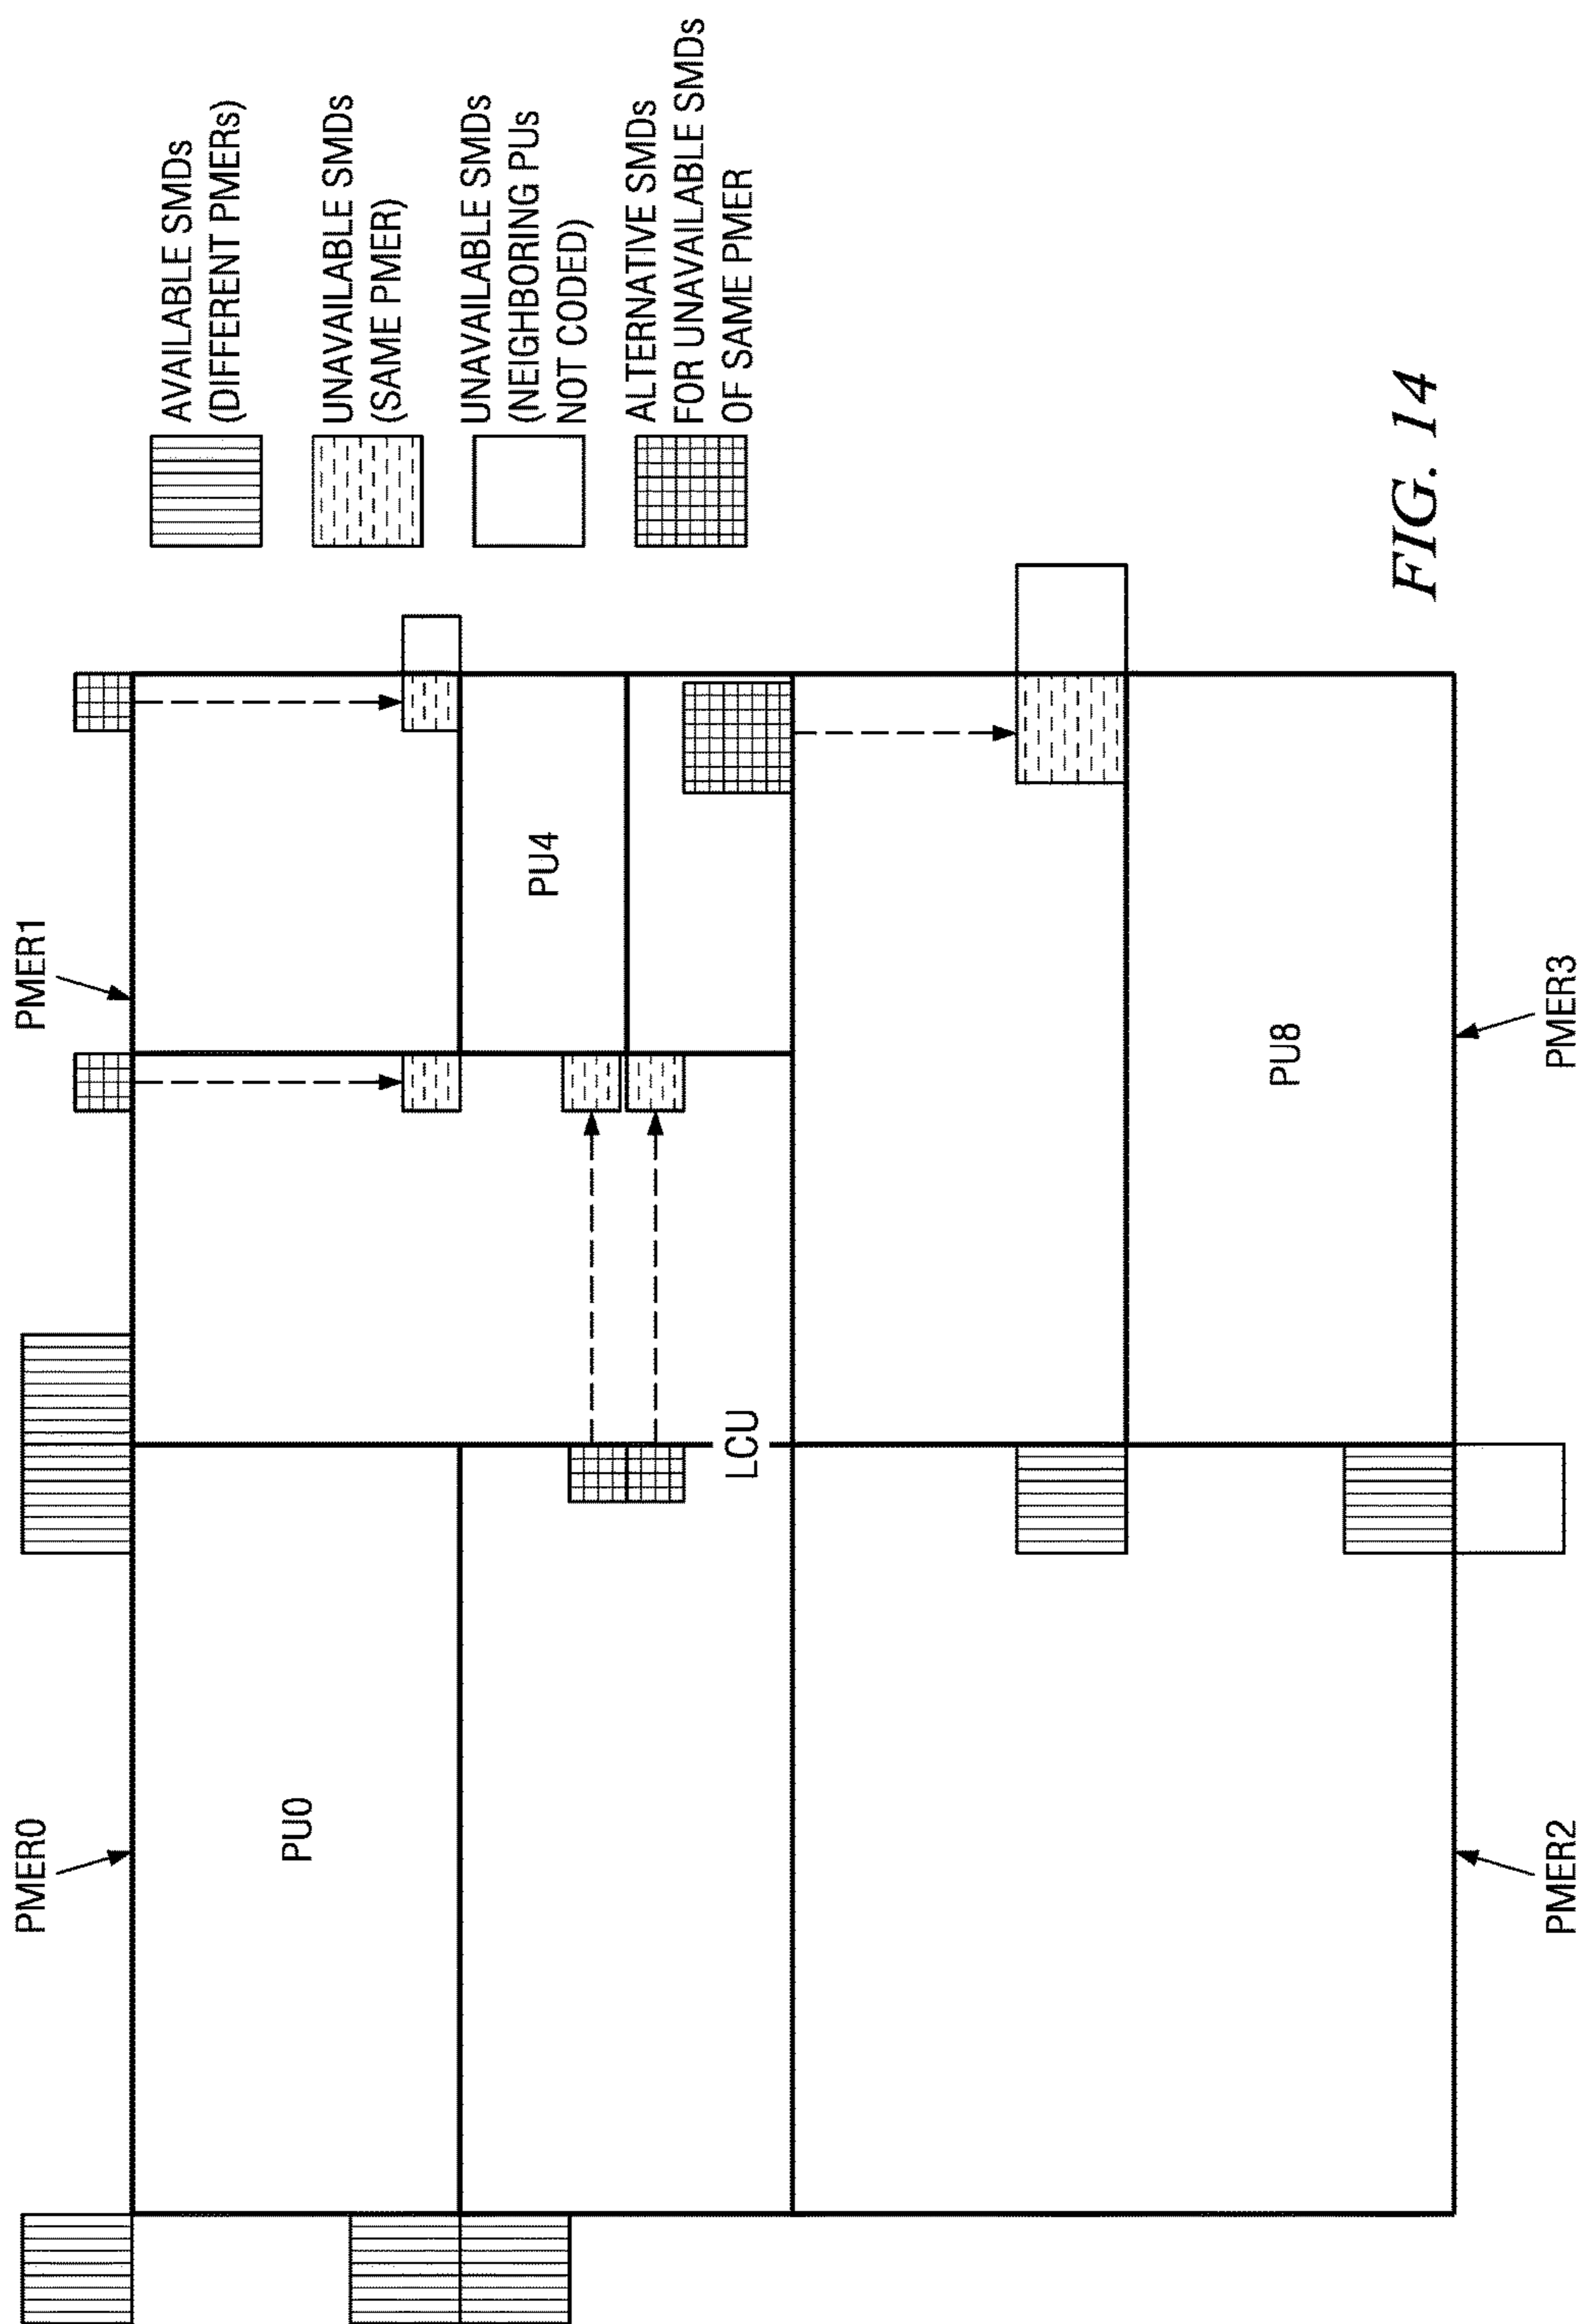 PMER0
PMER1
PU0
PU4
LCU
PU8
PMER2
PMER3
AVAILABLE SMDs
(DIFFERENT PMERs)
UNAVAILABLE SMDs
(SAME PMER)
UNAVAILABLE SMDs
(NEIGHBORING PUs
NOT CODED)
ALTERNATIVE SMDs
FOR UNAVAILABLE SMDs
OF SAME PMER
FIG. 14